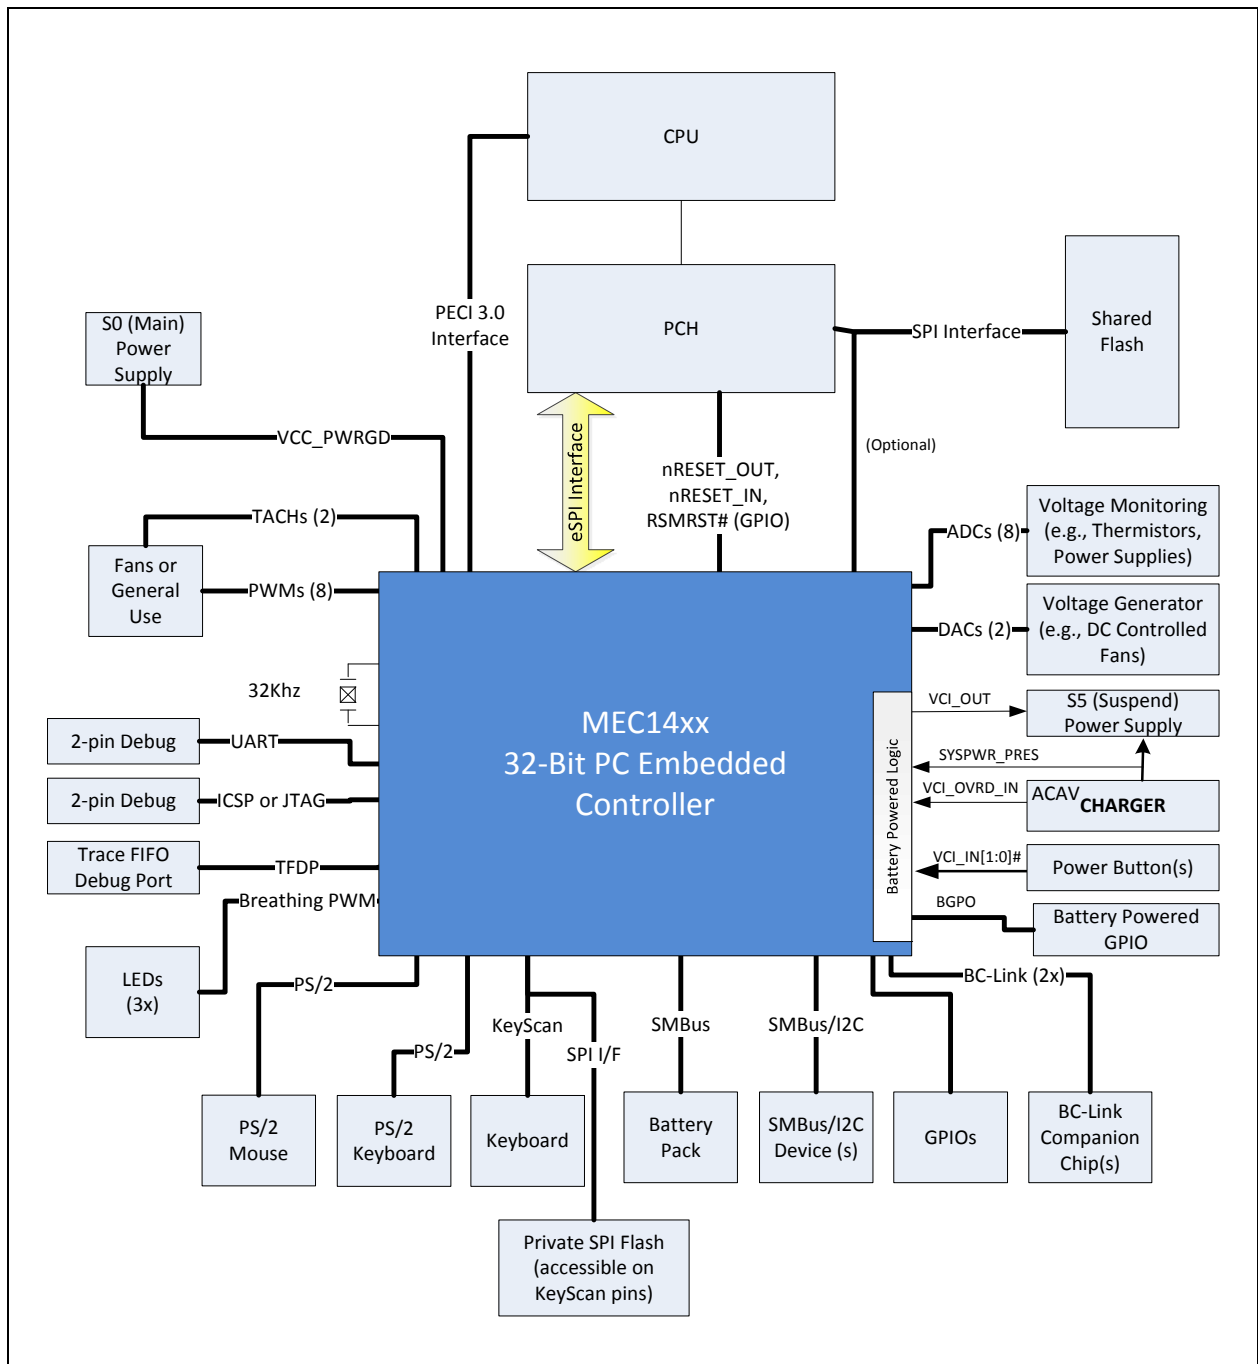 CPU
PCH
PECI 3.0
Interface
SPI Interface
Shared
Flash
S0 (Main)
Power
Supply
VCC_PWRGD
eSPI Interface
nRESET_OUT,
nRESET_IN,
RSMRST# (GPIO)
(Optional)
TACHs (2)
Fans or
General
Use
PWMs (8)
ADCs (8)
Voltage Monitoring
(e.g., Thermistors,
Power Supplies)
DACs (2)
Voltage Generator
(e.g., DC Controlled
Fans)
32Khz
MEC14xx
32-Bit PC Embedded
Controller
Battery Powered Logic
VCI_OUT
S5 (Suspend)
Power Supply
SYSPWR_PRES
VCI_OVRD_IN
ACAV
CHARGER
VCI_IN[1:0]#
Power Button(s)
BGPO
Battery Powered
GPIO
2-pin Debug
UART
2-pin Debug
ICSP or JTAG
Trace FIFO
Debug Port
TFDP
Breathing PWM
LEDs
(3x)
PS/2
PS/2
KeyScan
SPI I/F
SMBus
SMBus/I2C
BC-Link (2x)
PS/2
Mouse
PS/2
Keyboard
Keyboard
Battery
Pack
SMBus/I2C
Device (s)
GPIOs
BC-Link
Companion
Chip(s)
Private SPI Flash
(accessible on
KeyScan pins)